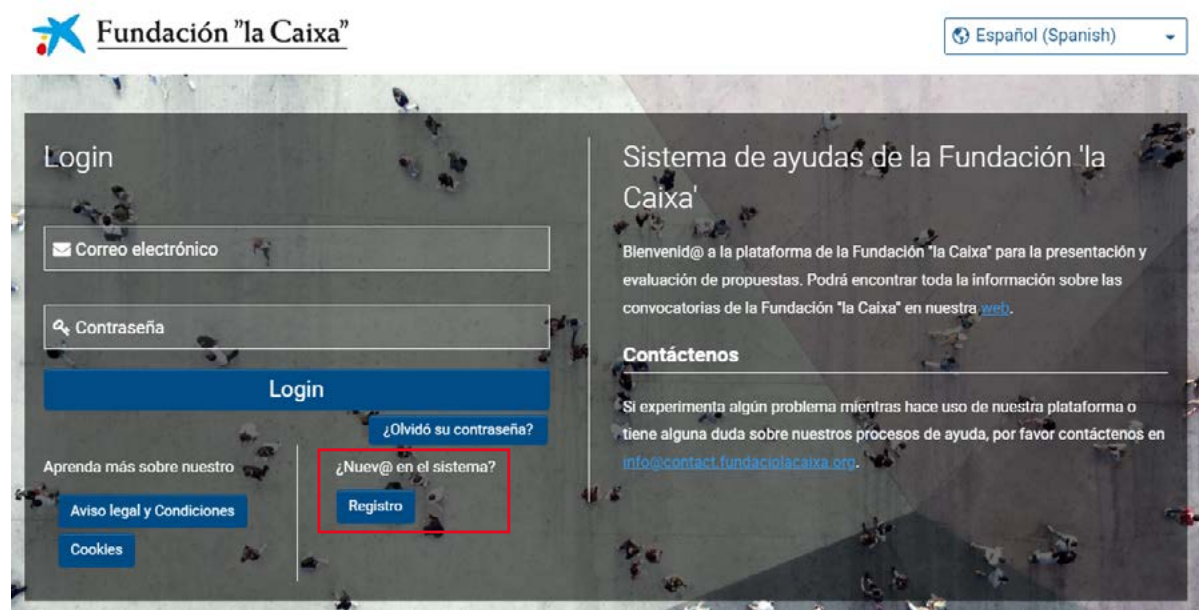 Fundación "la Caixa"
Español (Spanish)
Login
Correo electrónico
Contraseña
Login
¿Olvidó su contraseña?
Aprenda más sobre nuestro
Aviso legal y Condiciones
Cookies
¿Nuev@ en el sistema?
Registro
Sistema de ayudas de la Fundación 'la
Caixa'
Bienvenid@ a la plataforma de la Fundación "la Caixa" para la presentación y
evaluación de propuestas. Podrá encontrar toda la información sobre las
convocatorias de la Fundación "la Caixa" en nuestra web.
Contáctenos
Si experimenta algún problema mientras hace uso de nuestra plataforma o
tiene alguna duda sobre nuestros procesos de ayuda, por favor contáctenos en
info@contact.fundaciolacaixa.org.